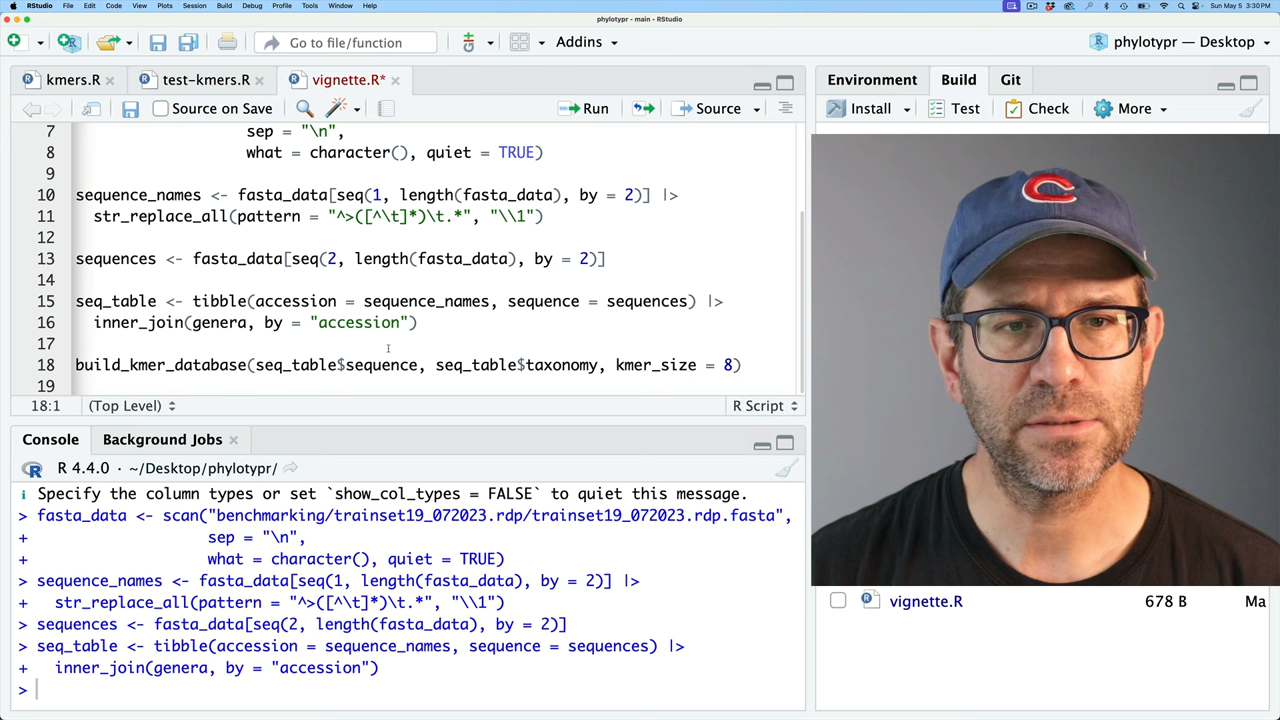 RStudio File Edit Code View Plots Session Build Debug Profile Tools Window Help Sun May 5 3:30 PM
phylotypr - main - RStudio
Go to file/function Addins phylotypr — Desktop
kmers.R test-kmers.R vignette.R* Environment Build Git
Source on Save Run Source Install Test Check More
7 sep = "\n",
8 what = character(), quiet = TRUE)
9
10 sequence_names <- fasta_data[seq(1, length(fasta_data), by = 2)] |>
11 str_replace_all(pattern = "^>([^\t]*)\t.*", "\\1")
12
13 sequences <- fasta_data[seq(2, length(fasta_data), by = 2)]
14
15 seq_table <- tibble(accession = sequence_names, sequence = sequences) |>
16 inner_join(genera, by = "accession")
17
18 build_kmer_database(seq_table$sequence, seq_table$taxonomy, kmer_size = 8)
19
18:1 (Top Level) R Script
Console Background Jobs
R 4.4.0 · ~/Desktop/phylotypr/
i Specify the column types or set `show_col_types = FALSE` to quiet this message.
> fasta_data <- scan("benchmarking/trainset19_072023.rdp/trainset19_072023.rdp.fasta",
+ sep = "\n",
+ what = character(), quiet = TRUE)
> sequence_names <- fasta_data[seq(1, length(fasta_data), by = 2)] |>
+ str_replace_all(pattern = "^>([^\t]*)\t.*", "\\1")
> sequences <- fasta_data[seq(2, length(fasta_data), by = 2)]
> seq_table <- tibble(accession = sequence_names, sequence = sequences) |>
+ inner_join(genera, by = "accession")
>
C
vignette.R 678 B Ma